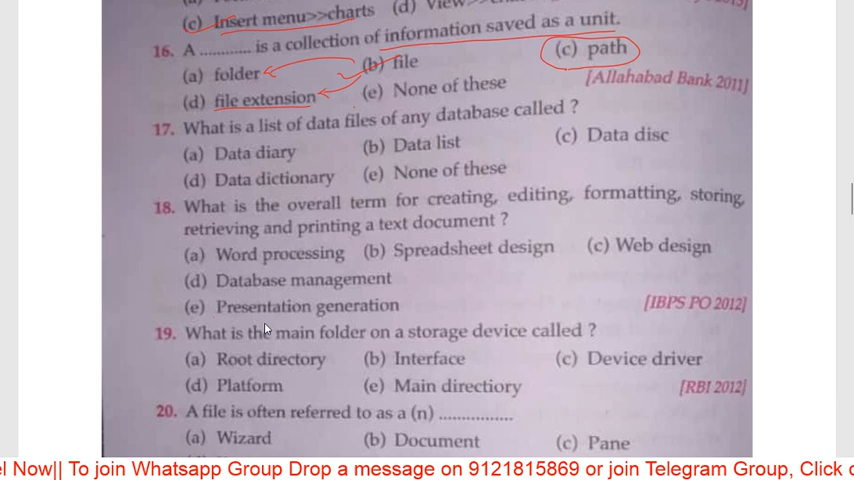 (c) Insert menu>>charts (d) View
16. A ............ is a collection of information saved as a unit.
(a) folder (b) file (c) path
(d) file extension (e) None of these [Allahabad Bank 2011]
17. What is a list of data files of any database called ?
(a) Data diary (b) Data list (c) Data disc
(d) Data dictionary (e) None of these
18. What is the overall term for creating, editing, formatting, storing,
retrieving and printing a text document ?
(a) Word processing (b) Spreadsheet design (c) Web design
(d) Database management
(e) Presentation generation [IBPS PO 2012]
19. What is the main folder on a storage device called ?
(a) Root directory (b) Interface (c) Device driver
(d) Platform (e) Main directiory [RBI 2012]
20. A file is often referred to as a (n) ................
(a) Wizard (b) Document (c) Pane
el Now|| To join Whatsapp Group Drop a message on 9121815869 or join Telegram Group, Click